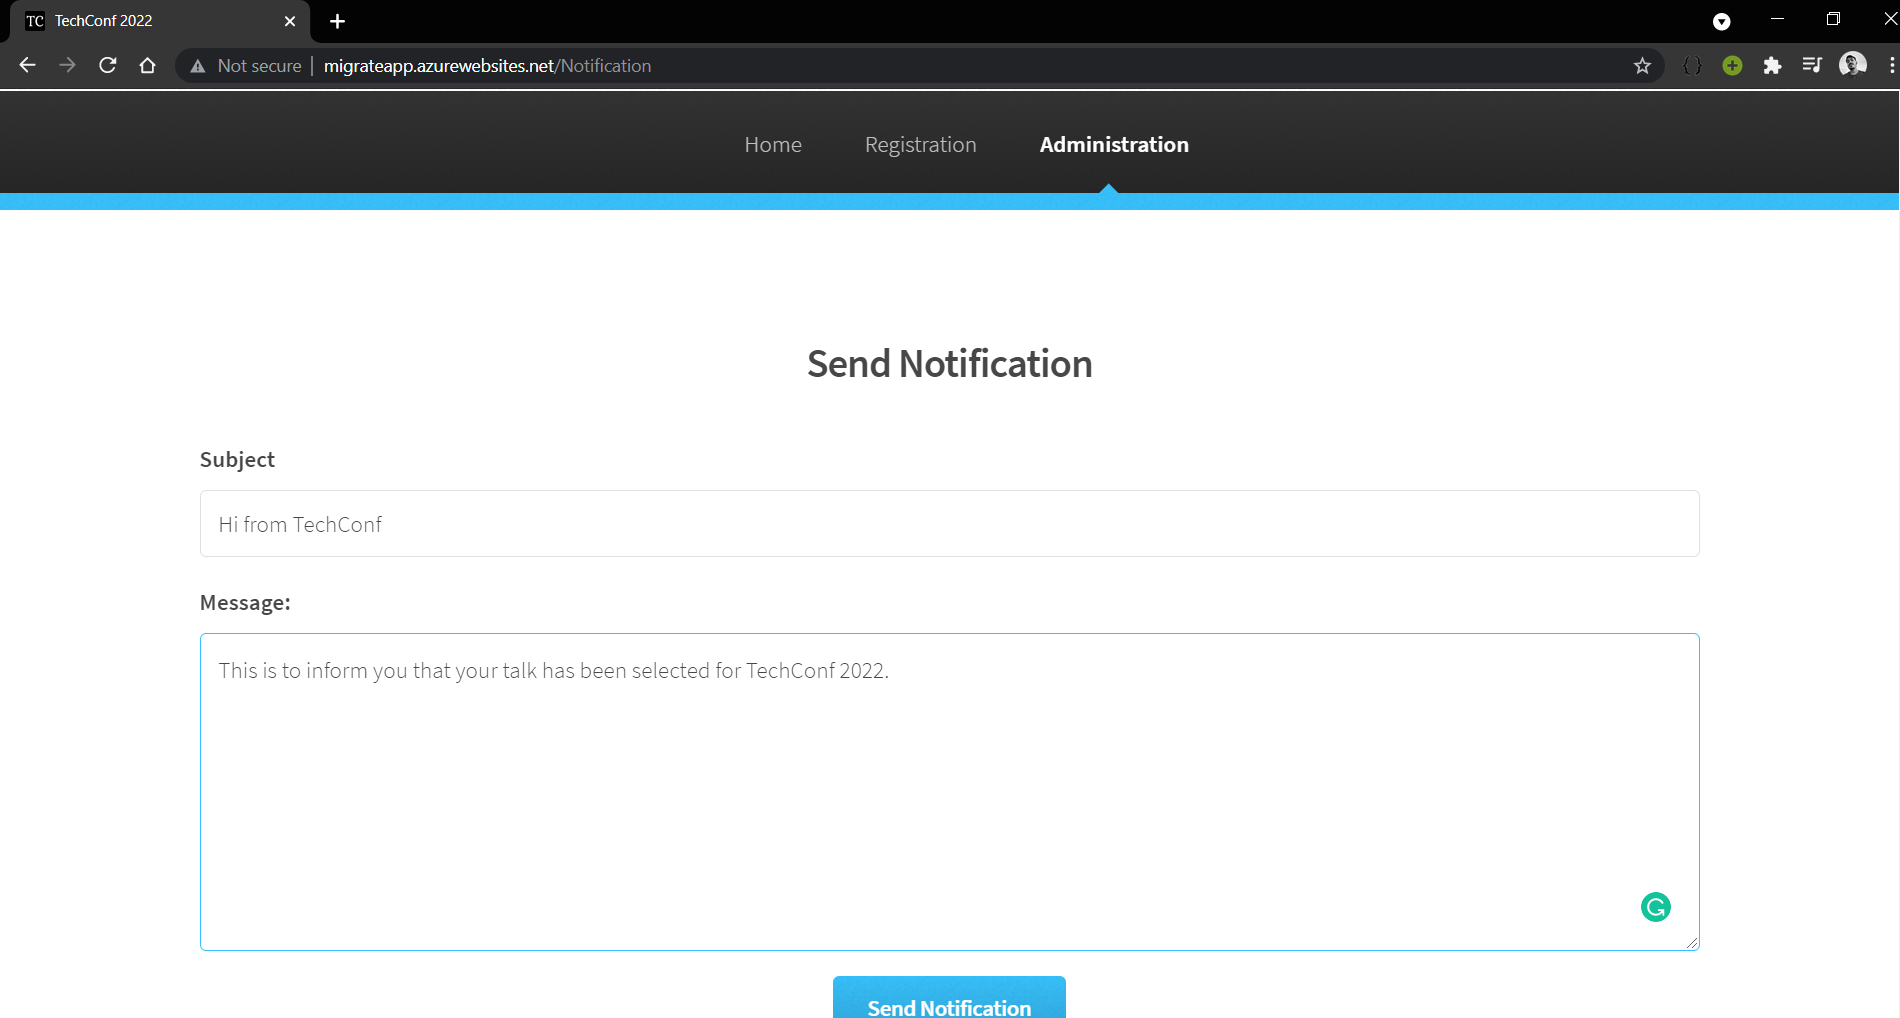 TC TechConf 2022
Not secure | migrateapp.azurewebsites.net/Notification
Home Registration Administration
Send Notification
Subject
Hi from TechConf
Message:
This is to inform you that your talk has been selected for TechConf 2022.
Send Notification